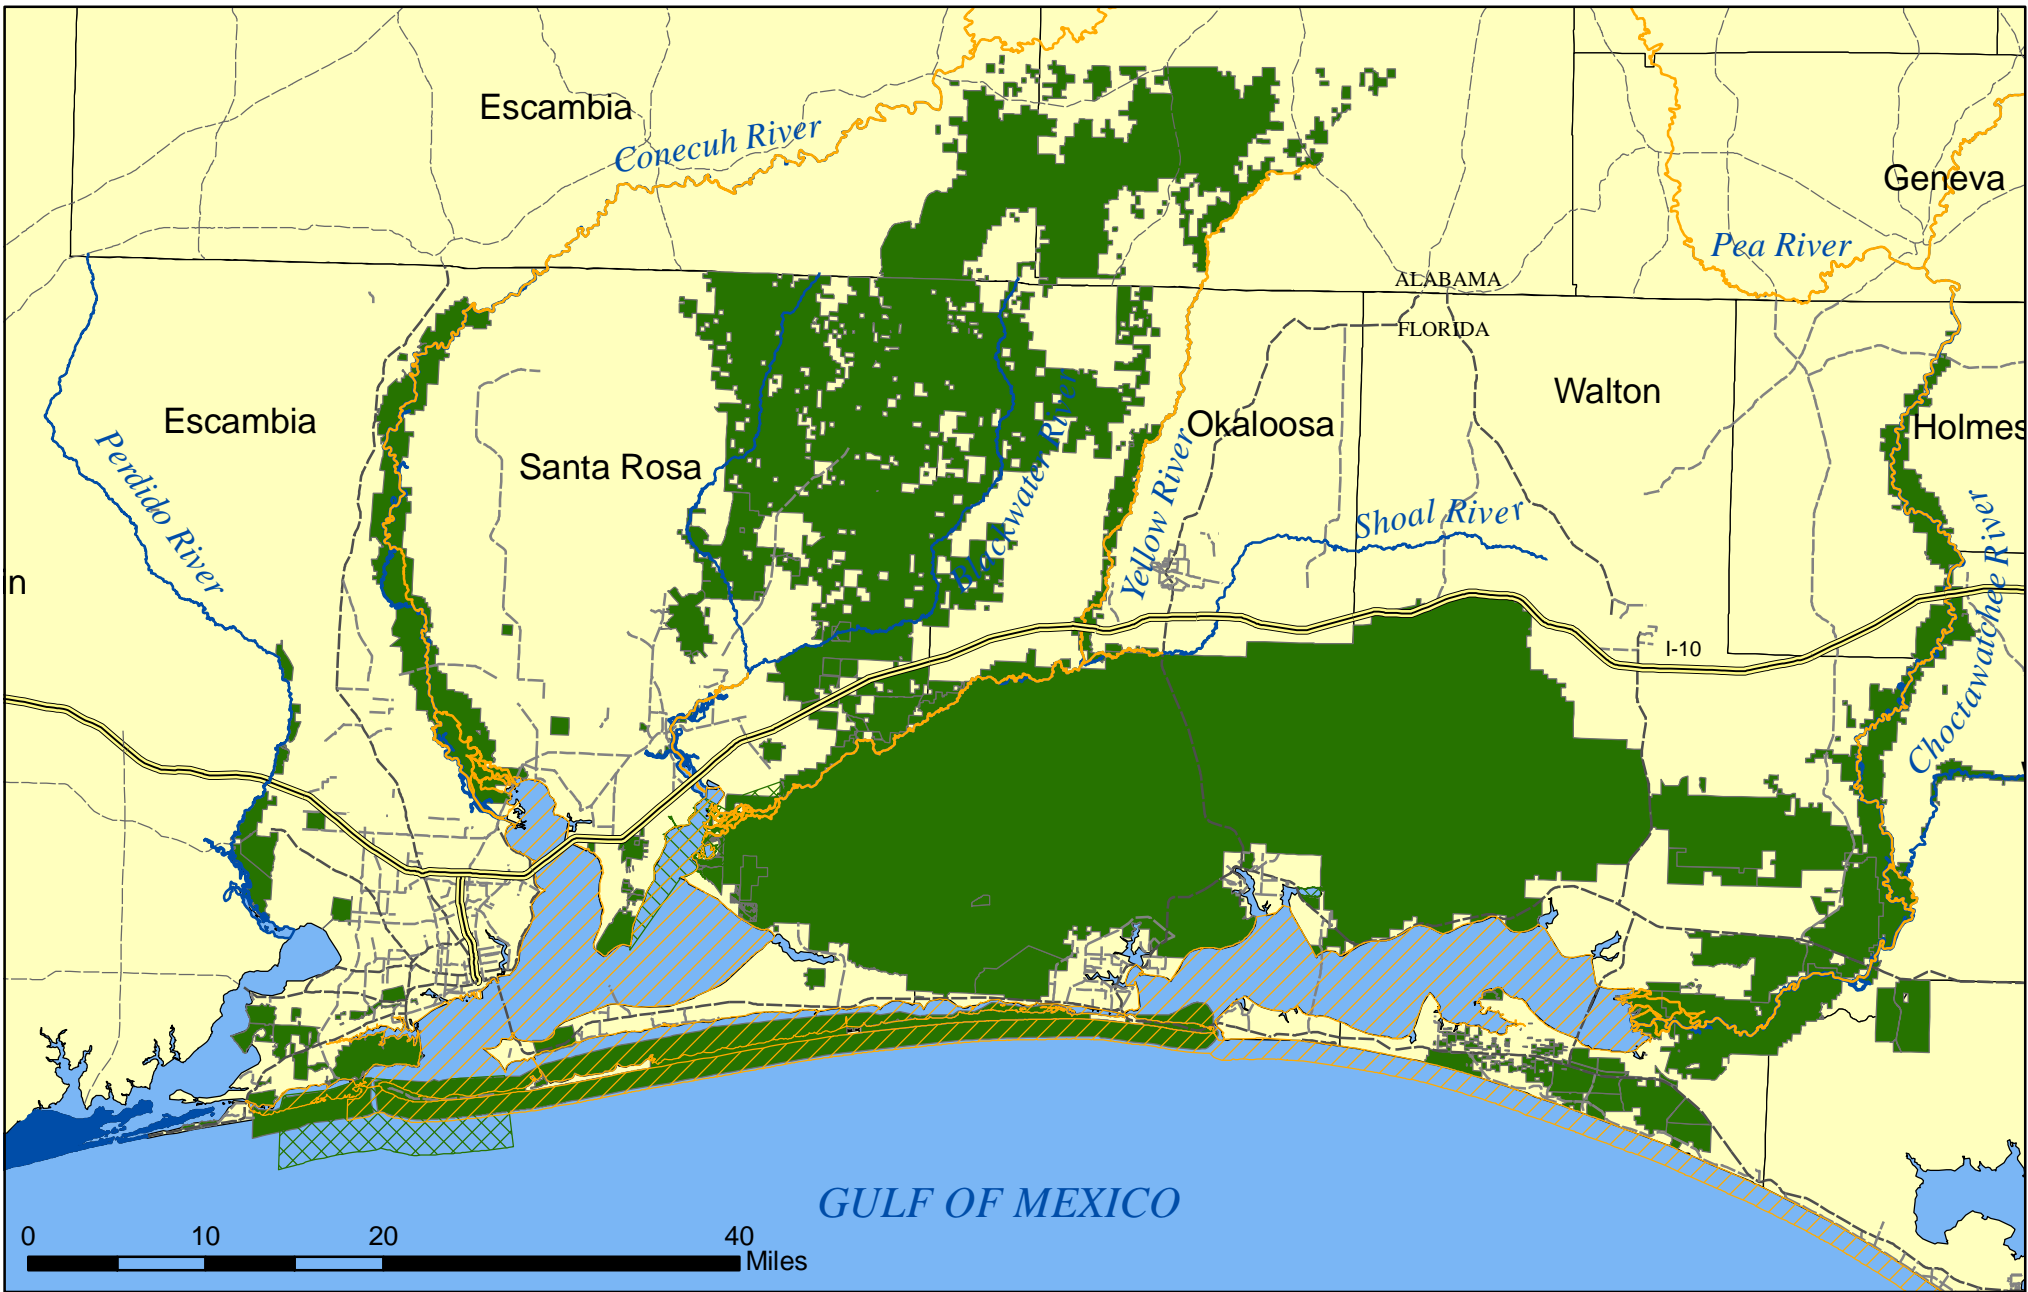 Escambia
Conecuh River
Geneva
Pea River
ALABAMA
FLORIDA
Escambia
Perdido River
Santa Rosa
Blackwater River
Yellow River
Okaloosa
Walton
Holmes
Shoal River
Choctawatchee River
in
I-10
GULF OF MEXICO
0 10 20 40
Miles